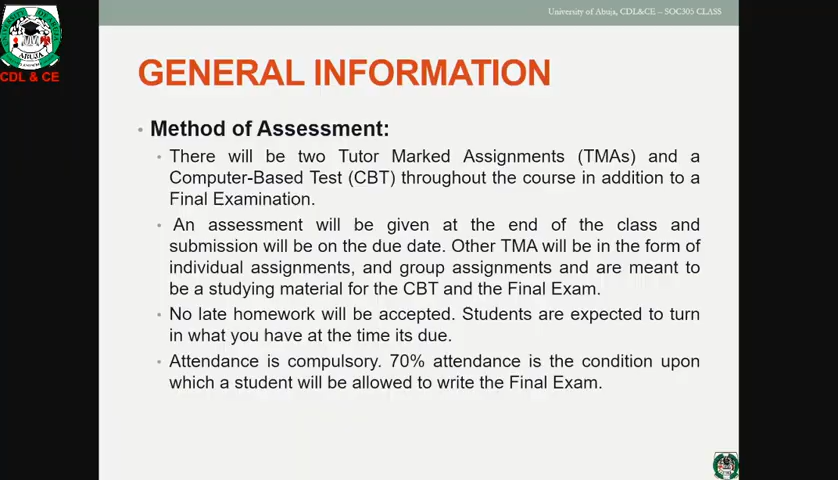 University of Abuja, CDL&CE – SOC305 CLASS
ABUJA
CDL & CE
GENERAL INFORMATION
• Method of Assessment:
• There will be two Tutor Marked Assignments (TMAs) and a
Computer-Based Test (CBT) throughout the course in addition to a
Final Examination.
• An assessment will be given at the end of the class and
submission will be on the due date. Other TMA will be in the form of
individual assignments, and group assignments and are meant to
be a studying material for the CBT and the Final Exam.
• No late homework will be accepted. Students are expected to turn
in what you have at the time its due.
• Attendance is compulsory. 70% attendance is the condition upon
which a student will be allowed to write the Final Exam.